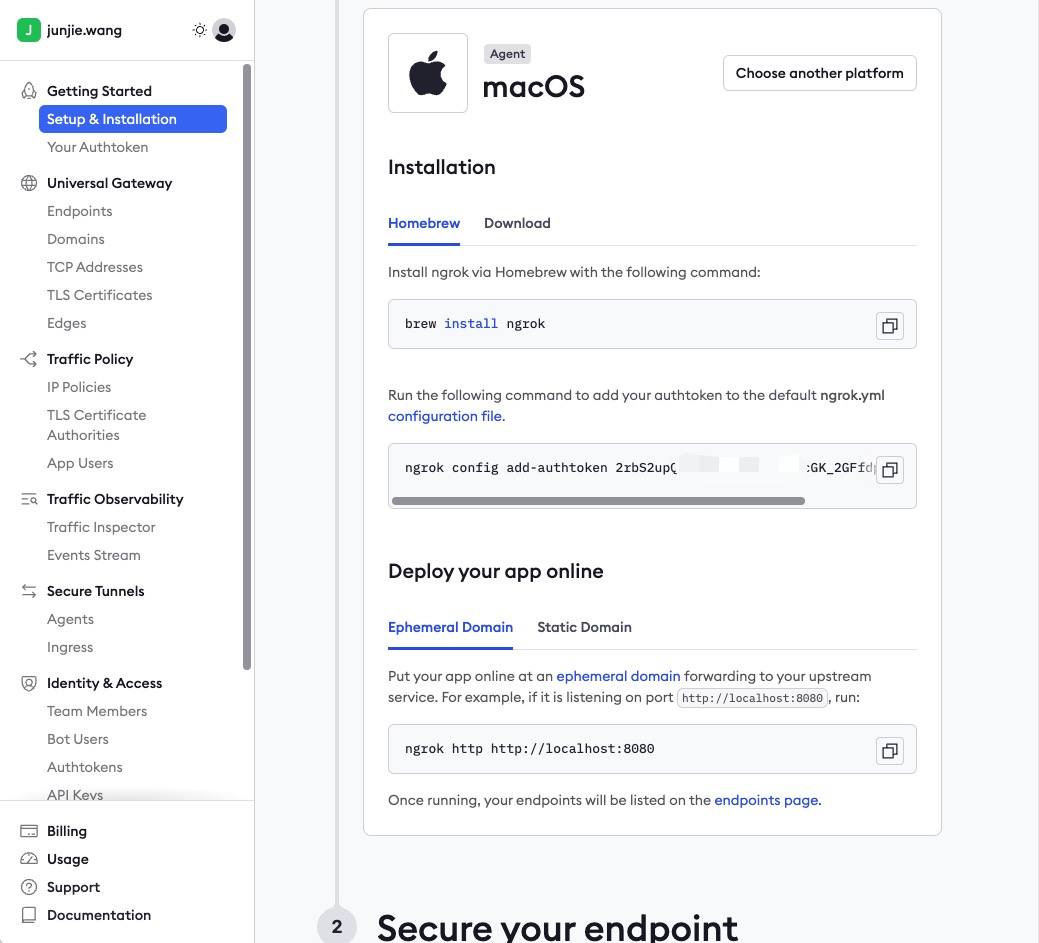 J junjie.wang
Getting Started
Setup & Installation
Your Authtoken
Universal Gateway
Endpoints
Domains
TCP Addresses
TLS Certificates
Edges
Traffic Policy
IP Policies
TLS Certificate
Authorities
App Users
Traffic Observability
Traffic Inspector
Events Stream
Secure Tunnels
Agents
Ingress
Identity & Access
Team Members
Bot Users
Authtokens
API Keys
Billing
Usage
Support
Documentation
Agent
macOS
Choose another platform
Installation
Homebrew Download
Install ngrok via Homebrew with the following command:
brew install ngrok
Run the following command to add your authtoken to the default ngrok.yml
configuration file.
ngrok config add-authtoken
Deploy your app online
Ephemeral Domain Static Domain
Put your app online at an ephemeral domain forwarding to your upstream
service. For example, if it is listening on port http://localhost:8080, run:
ngrok http http://localhost:8080
Once running, your endpoints will be listed on the endpoints page.
2 Secure your endpoint